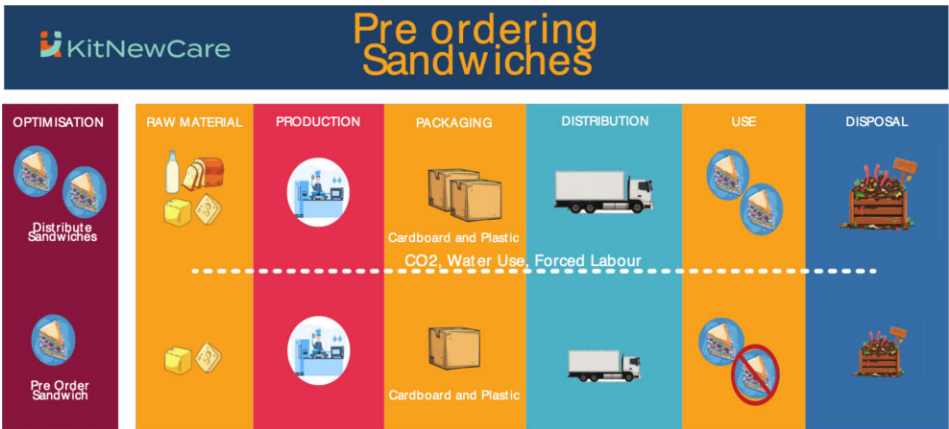 KitNewCare
Pre ordering
Sandwiches
OPTIMISATION
RAW MATERIAL
PRODUCTION
PACKAGING
DISTRIBUTION
USE
DISPOSAL
Distribute
Sandwiches
Cardboard and Plastic
CO2, Water Use, Forced Labour
Pre Order
Sandwich
Cardboard and Plastic